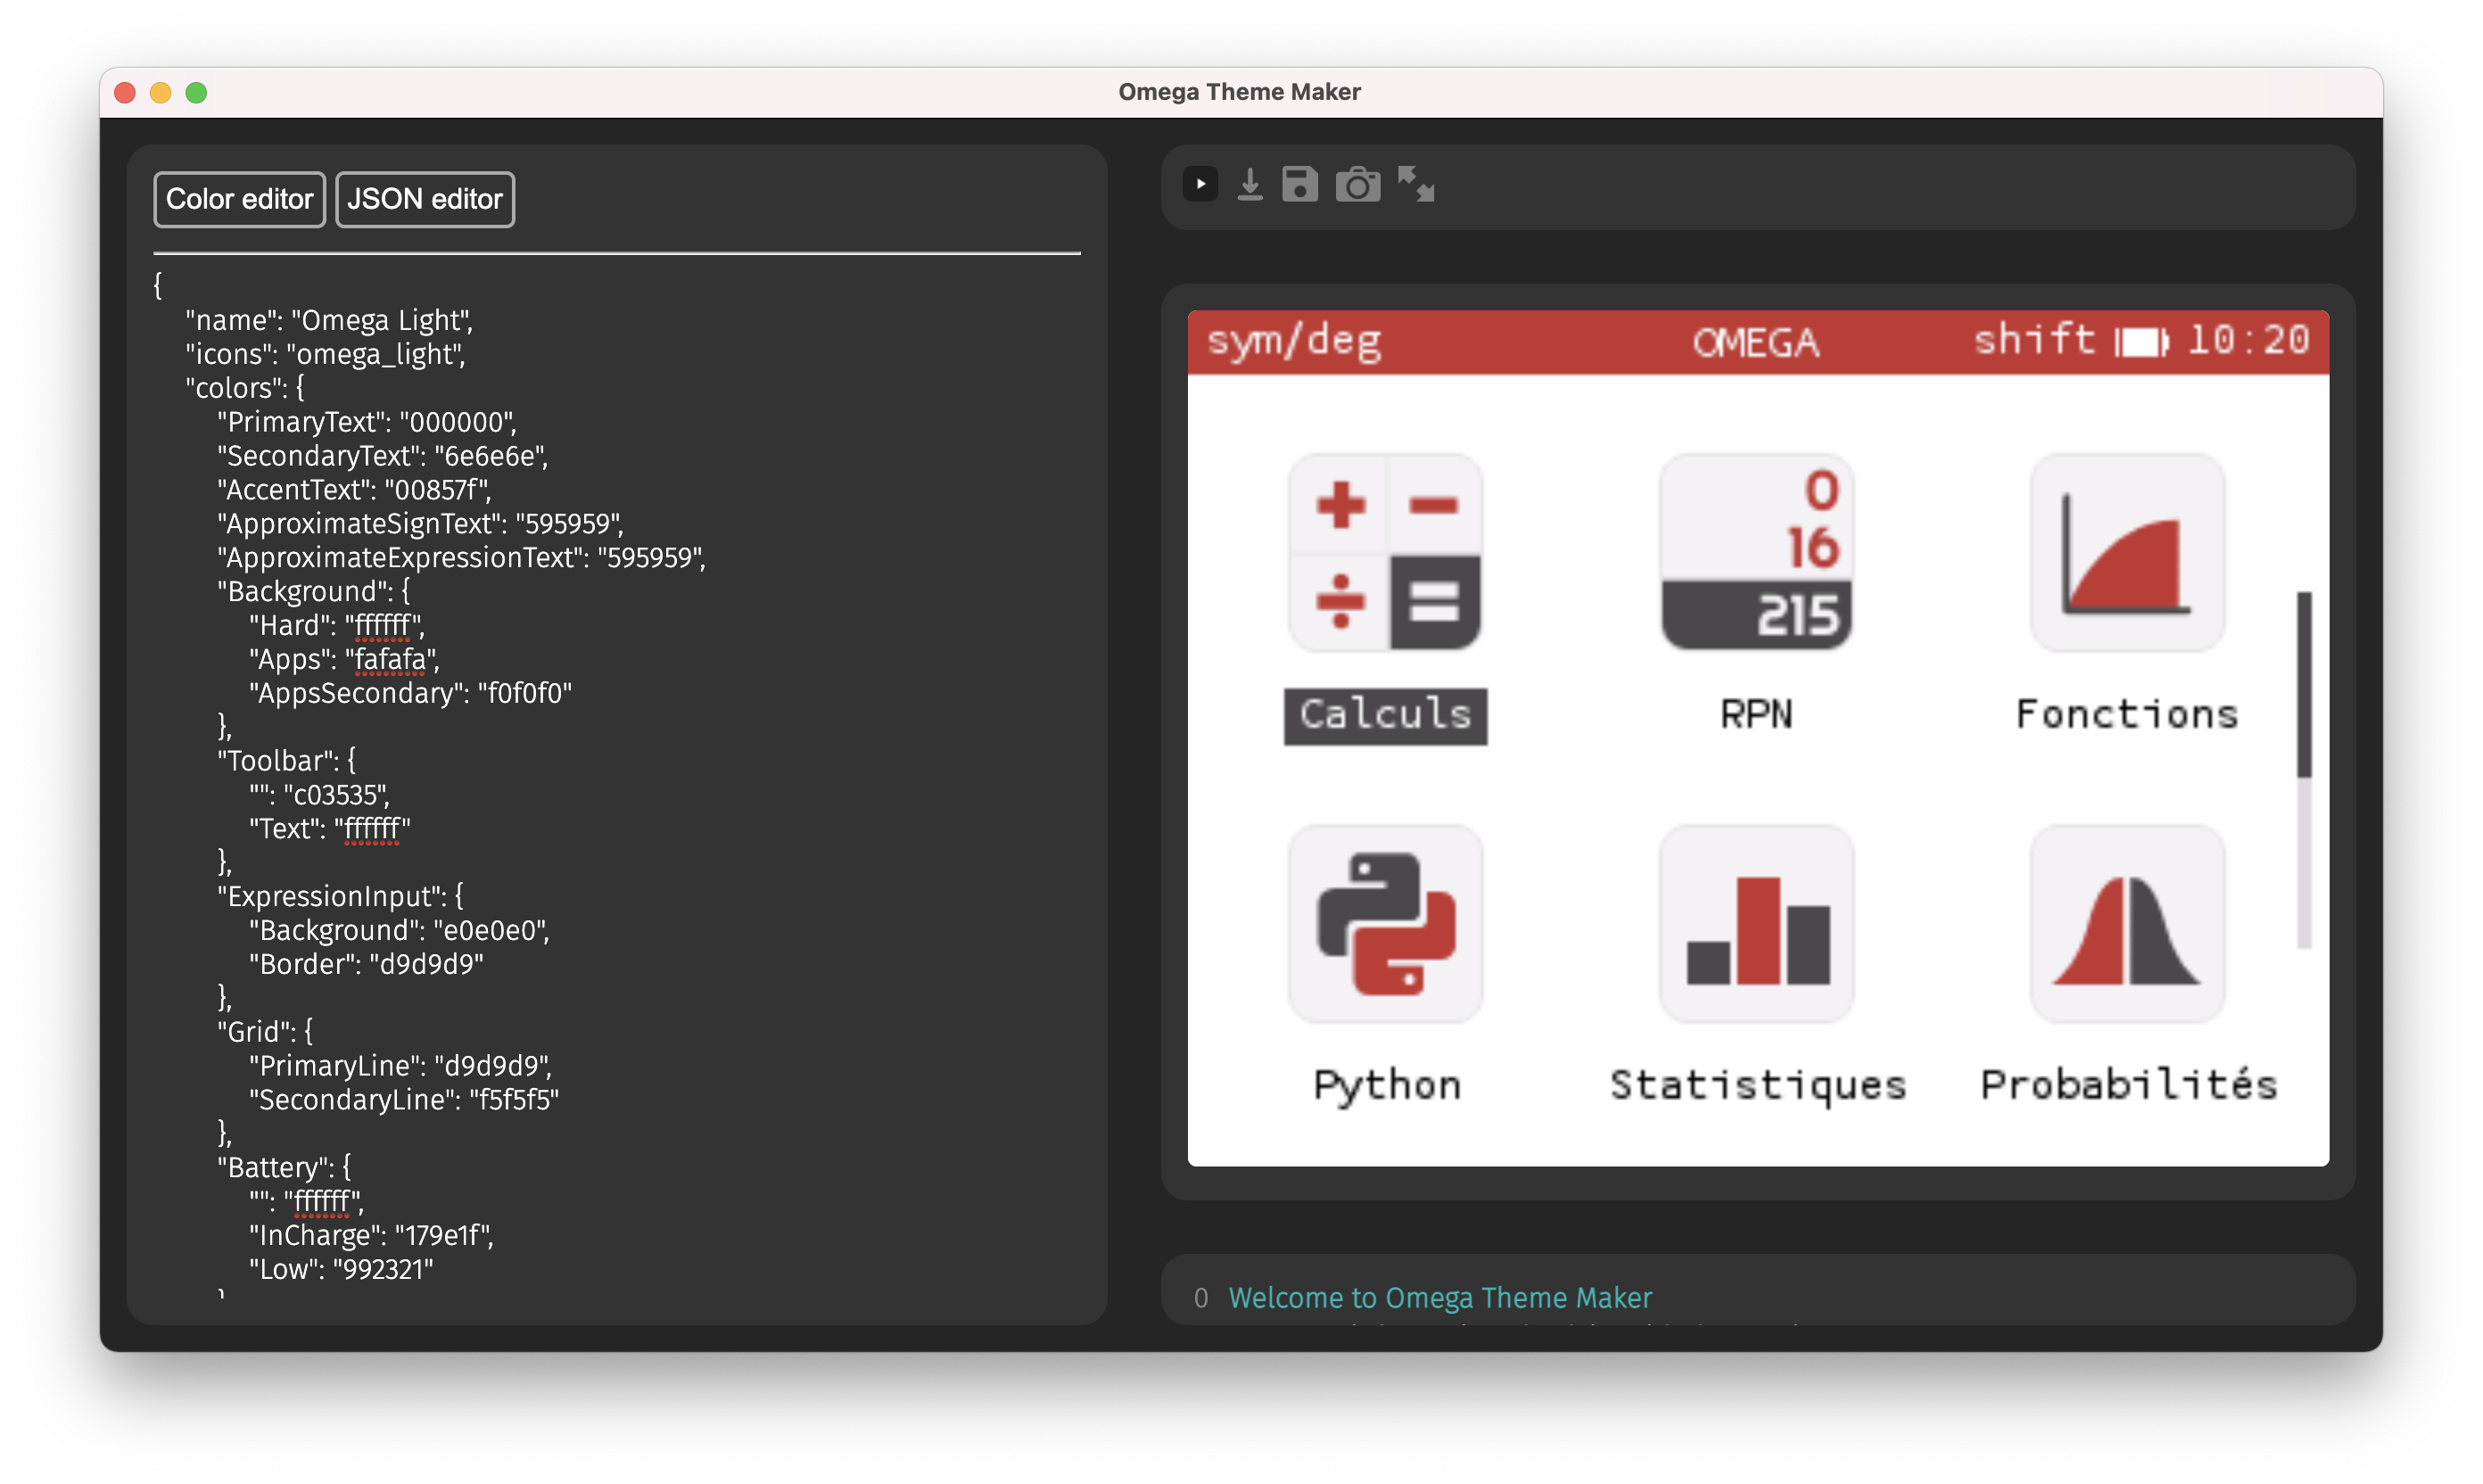 Omega Theme Maker
Color editor JSON editor
{
"name": "Omega Light",
"icons": "omega_light",
"colors": {
"PrimaryText": "000000",
"SecondaryText": "6e6e6e",
"AccentText": "00857f",
"ApproximateSignText": "595959",
"ApproximateExpressionText": "595959",
"Background": {
"Hard": "ffffff",
"Apps": "fafafa",
"AppsSecondary": "f0f0f0"
},
"Toolbar": {
"": "c03535",
"Text": "ffffff"
},
"ExpressionInput": {
"Background": "e0e0e0",
"Border": "d9d9d9"
},
"Grid": {
"PrimaryLine": "d9d9d9",
"SecondaryLine": "f5f5f5"
},
"Battery": {
"": "ffffff",
"InCharge": "179e1f",
"Low": "992321"
sym/deg OMEGA shift 10:20
0
16
215
Calculs RPN Fonctions
Python Statistiques Probabilités
0 Welcome to Omega Theme Maker